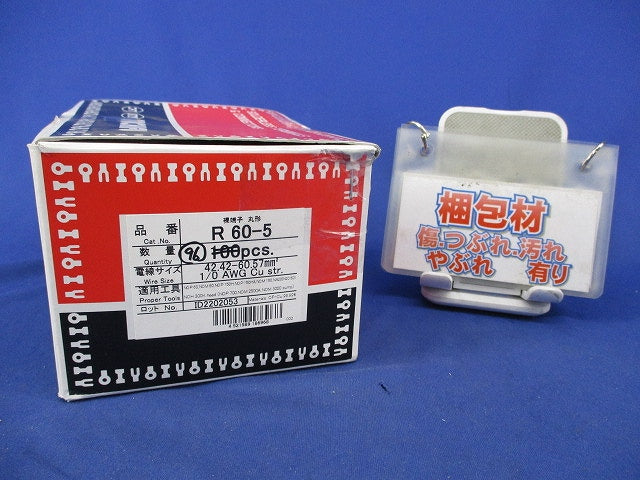 裸端子 丸形
品番 R 60-5
Cat.No.
数量 96 100pcs.
Quantity
電線サイズ 42.42-60.57mm²
Wire Size 1/0 AWG Cu str.
適用工具
Proper Tools
ロット No. ID2202053
梱包材
傷.つぶれ.汚れ
やぶれ 有り